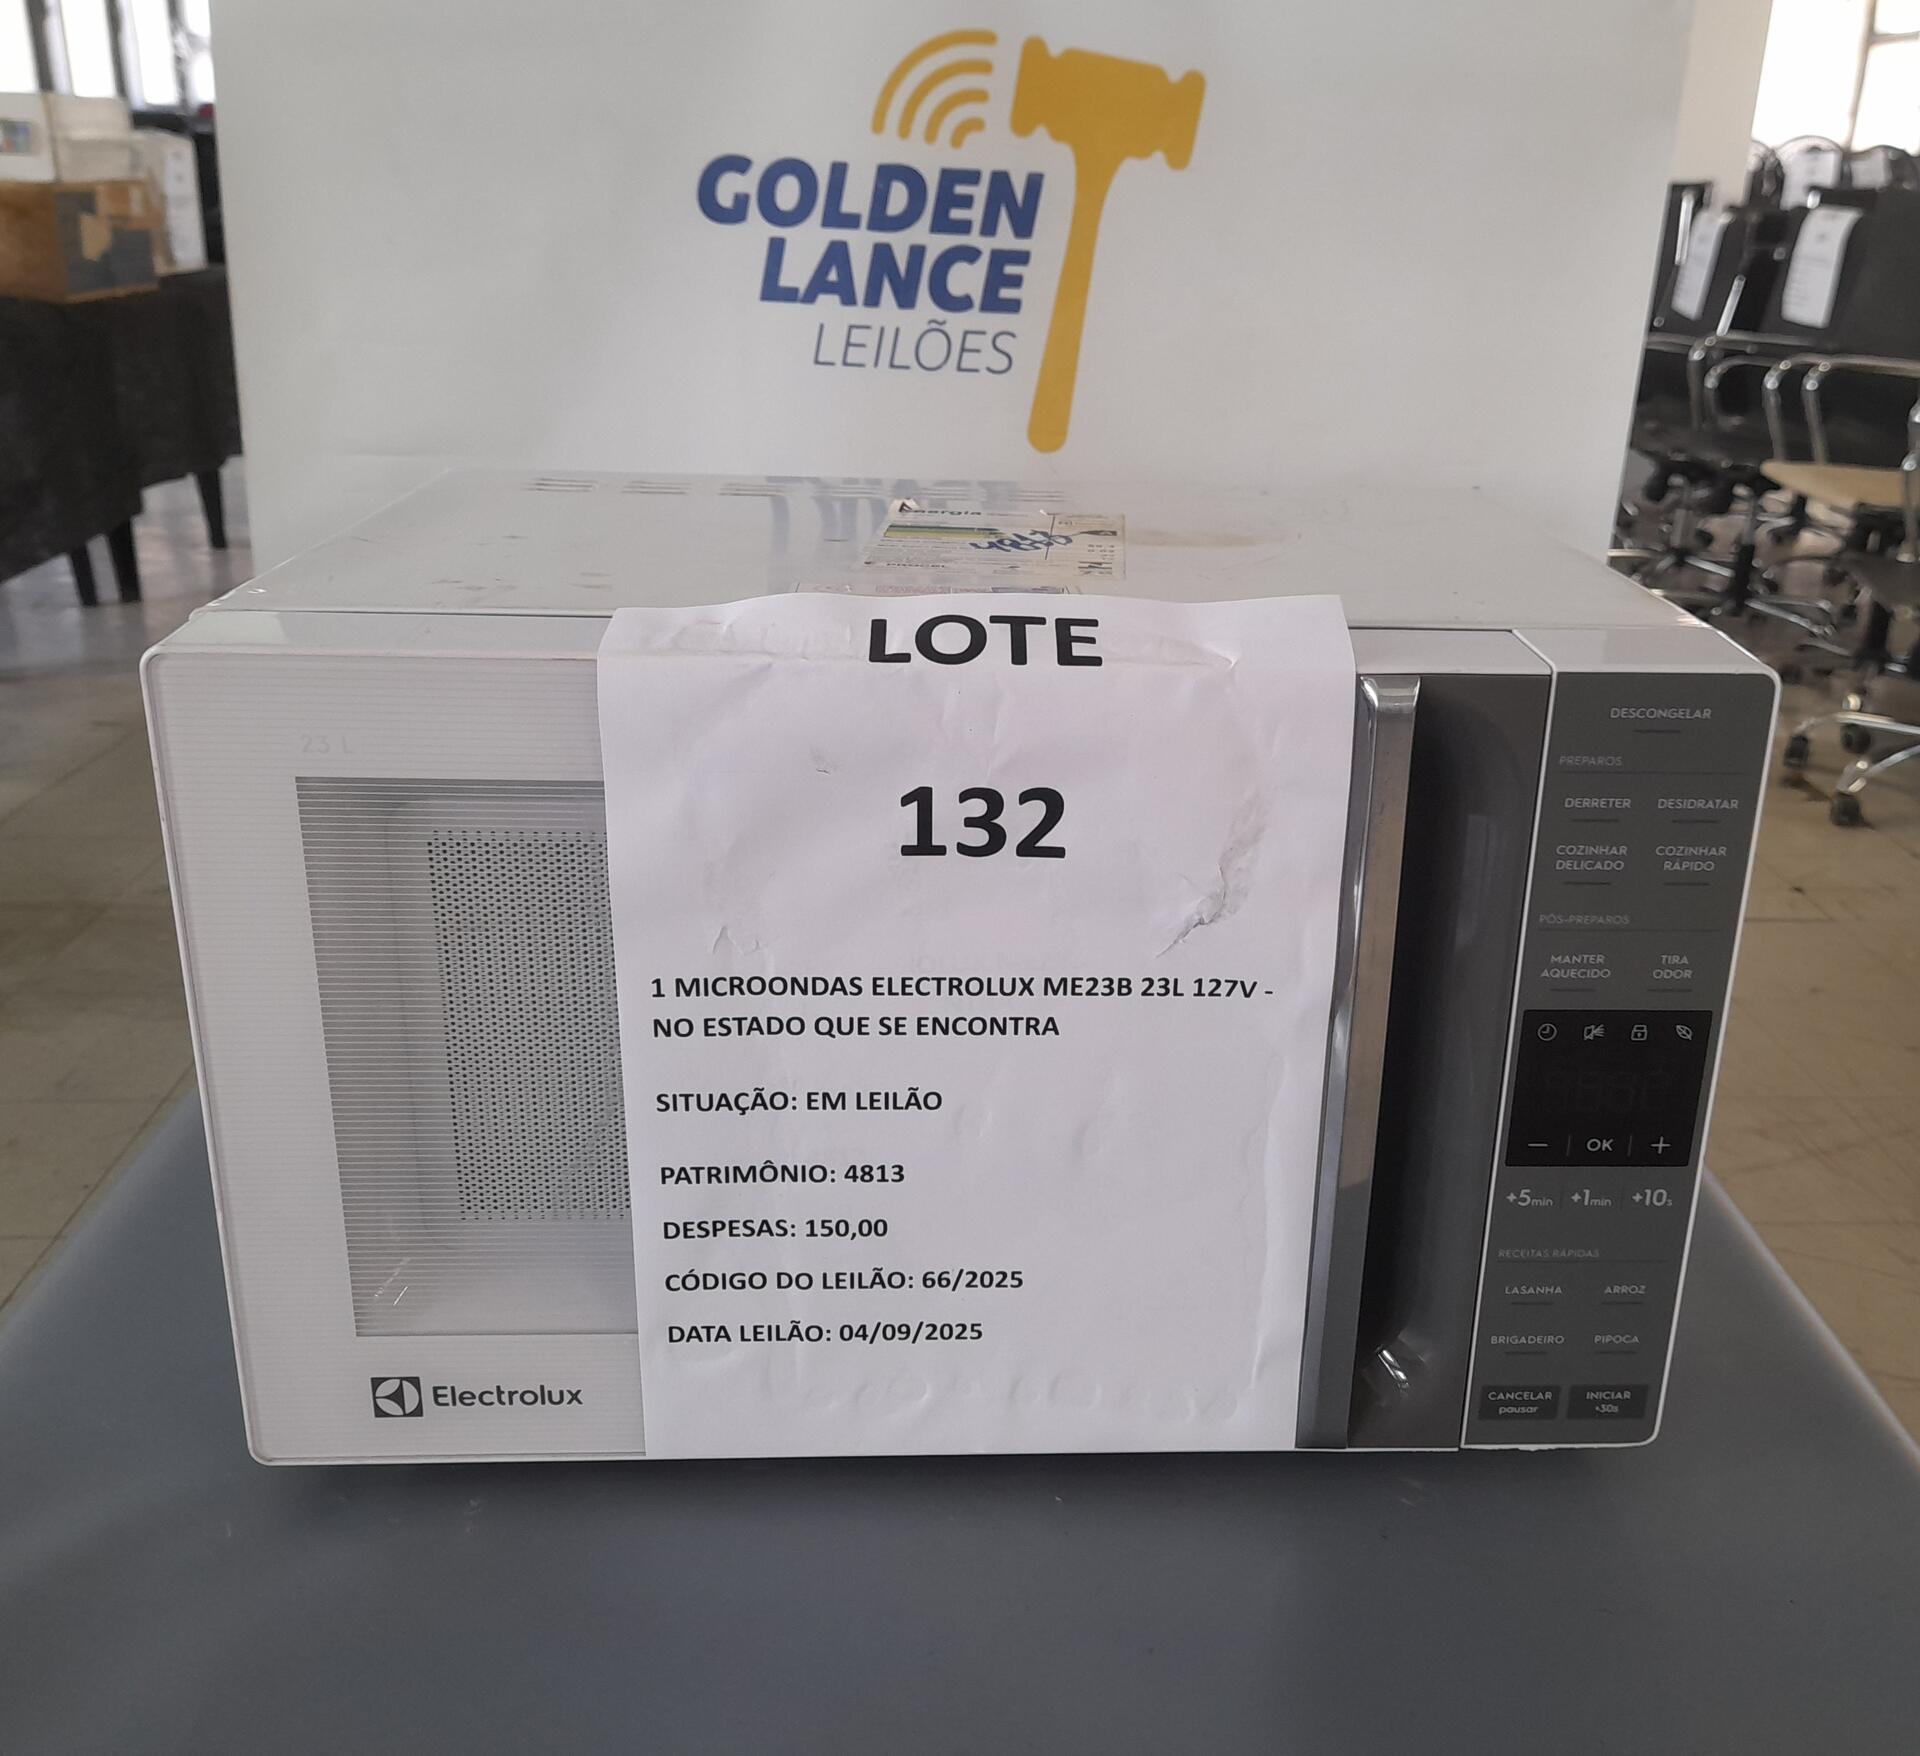 GOLDEN
LANCE
LEILÕES
Energia
PROCEL
LOTE
132
1 MICROONDAS ELECTROLUX ME23B 23L 127V -
NO ESTADO QUE SE ENCONTRA
SITUAÇÃO: EM LEILÃO
PATRIMÔNIO: 4813
DESPESAS: 150,00
CÓDIGO DO LEILÃO: 66/2025
DATA LEILÃO: 04/09/2025
23 L
Electrolux
DESCONGELAR
PREPAROS
DERRETER DESIDRATAR
COZINHAR DELICADO COZINHAR RÁPIDO
PÓS-PREPAROS
MANTER AQUECIDO TIRA ODOR
— | OK | +
+5min +1min +10s
RECEITAS RÁPIDAS
LASANHA ARROZ
BRIGADEIRO PIPOCA
CANCELAR INICIAR
pausar +30s